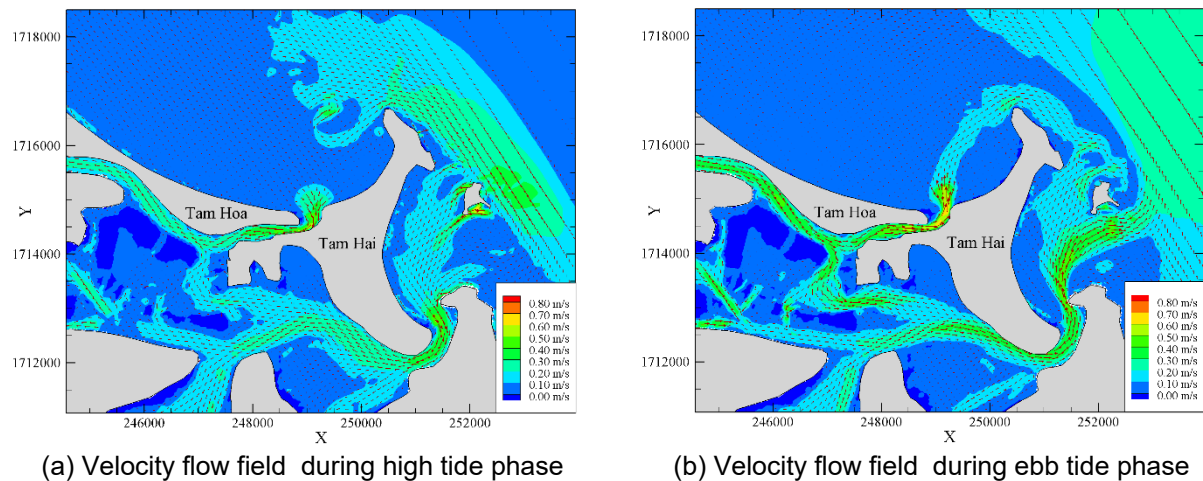 1718000
1716000
Y
1714000
1712000
Tam Hoa
Tam Hai
0.80 m/s
0.70 m/s
0.60 m/s
0.50 m/s
0.40 m/s
0.30 m/s
0.20 m/s
0.10 m/s
0.00 m/s
246000 248000 250000 252000
X
(a) Velocity flow field during high tide phase
1718000
1716000
Y
1714000
1712000
Tam Hoa
Tam Hai
0.80 m/s
0.70 m/s
0.60 m/s
0.50 m/s
0.40 m/s
0.30 m/s
0.20 m/s
0.10 m/s
0.00 m/s
246000 248000 250000 252000
X
(b) Velocity flow field during ebb tide phase